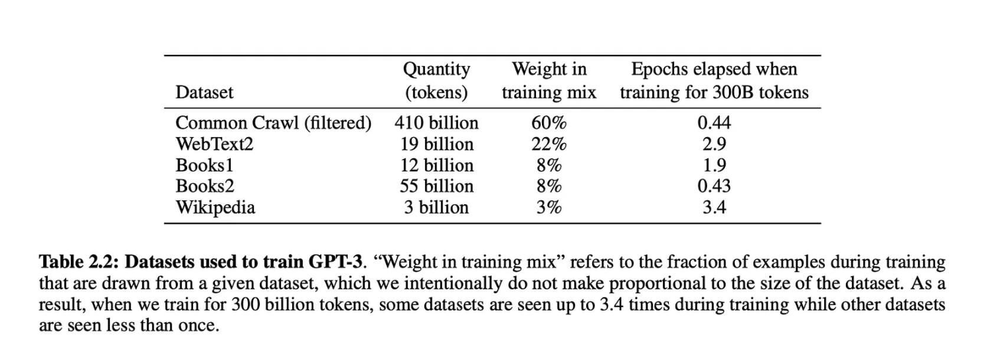 Quantity Weight in Epochs elapsed when
Dataset (tokens) training mix training for 300B tokens
Common Crawl (filtered) 410 billion 60% 0.44
WebText2 19 billion 22% 2.9
Books1 12 billion 8% 1.9
Books2 55 billion 8% 0.43
Wikipedia 3 billion 3% 3.4
Table 2.2: Datasets used to train GPT-3. “Weight in training mix” refers to the fraction of examples during training
that are drawn from a given dataset, which we intentionally do not make proportional to the size of the dataset. As a
result, when we train for 300 billion tokens, some datasets are seen up to 3.4 times during training while other datasets
are seen less than once.